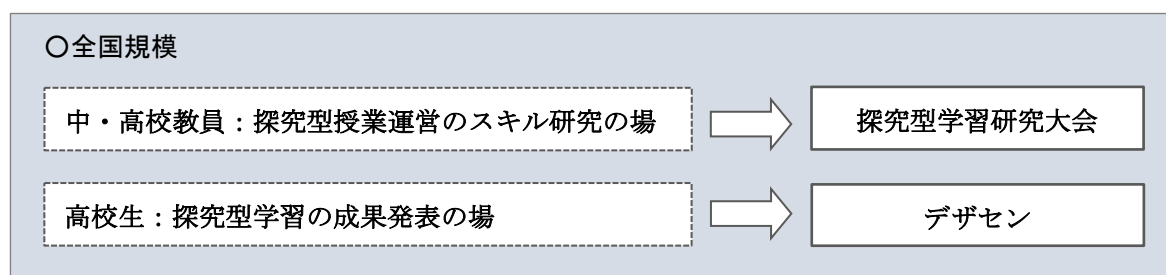 〇全国規模
中・高校教員：探究型授業運営のスキル研究の場
探究型学習研究大会
高校生：探究型学習の成果発表の場
デザセン